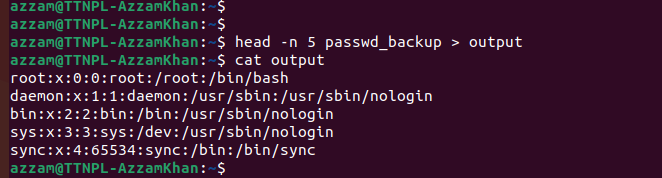 azzam@TTNPL-AzzamKhan:~$
azzam@TTNPL-AzzamKhan:~$
azzam@TTNPL-AzzamKhan:~$ head -n 5 passwd_backup > output
azzam@TTNPL-AzzamKhan:~$ cat output
root:x:0:0:root:/root:/bin/bash
daemon:x:1:1:daemon:/usr/sbin:/usr/sbin/nologin
bin:x:2:2:bin:/bin:/usr/sbin/nologin
sys:x:3:3:sys:/dev:/usr/sbin/nologin
sync:x:4:65534:sync:/bin:/bin/sync
azzam@TTNPL-AzzamKhan:~$